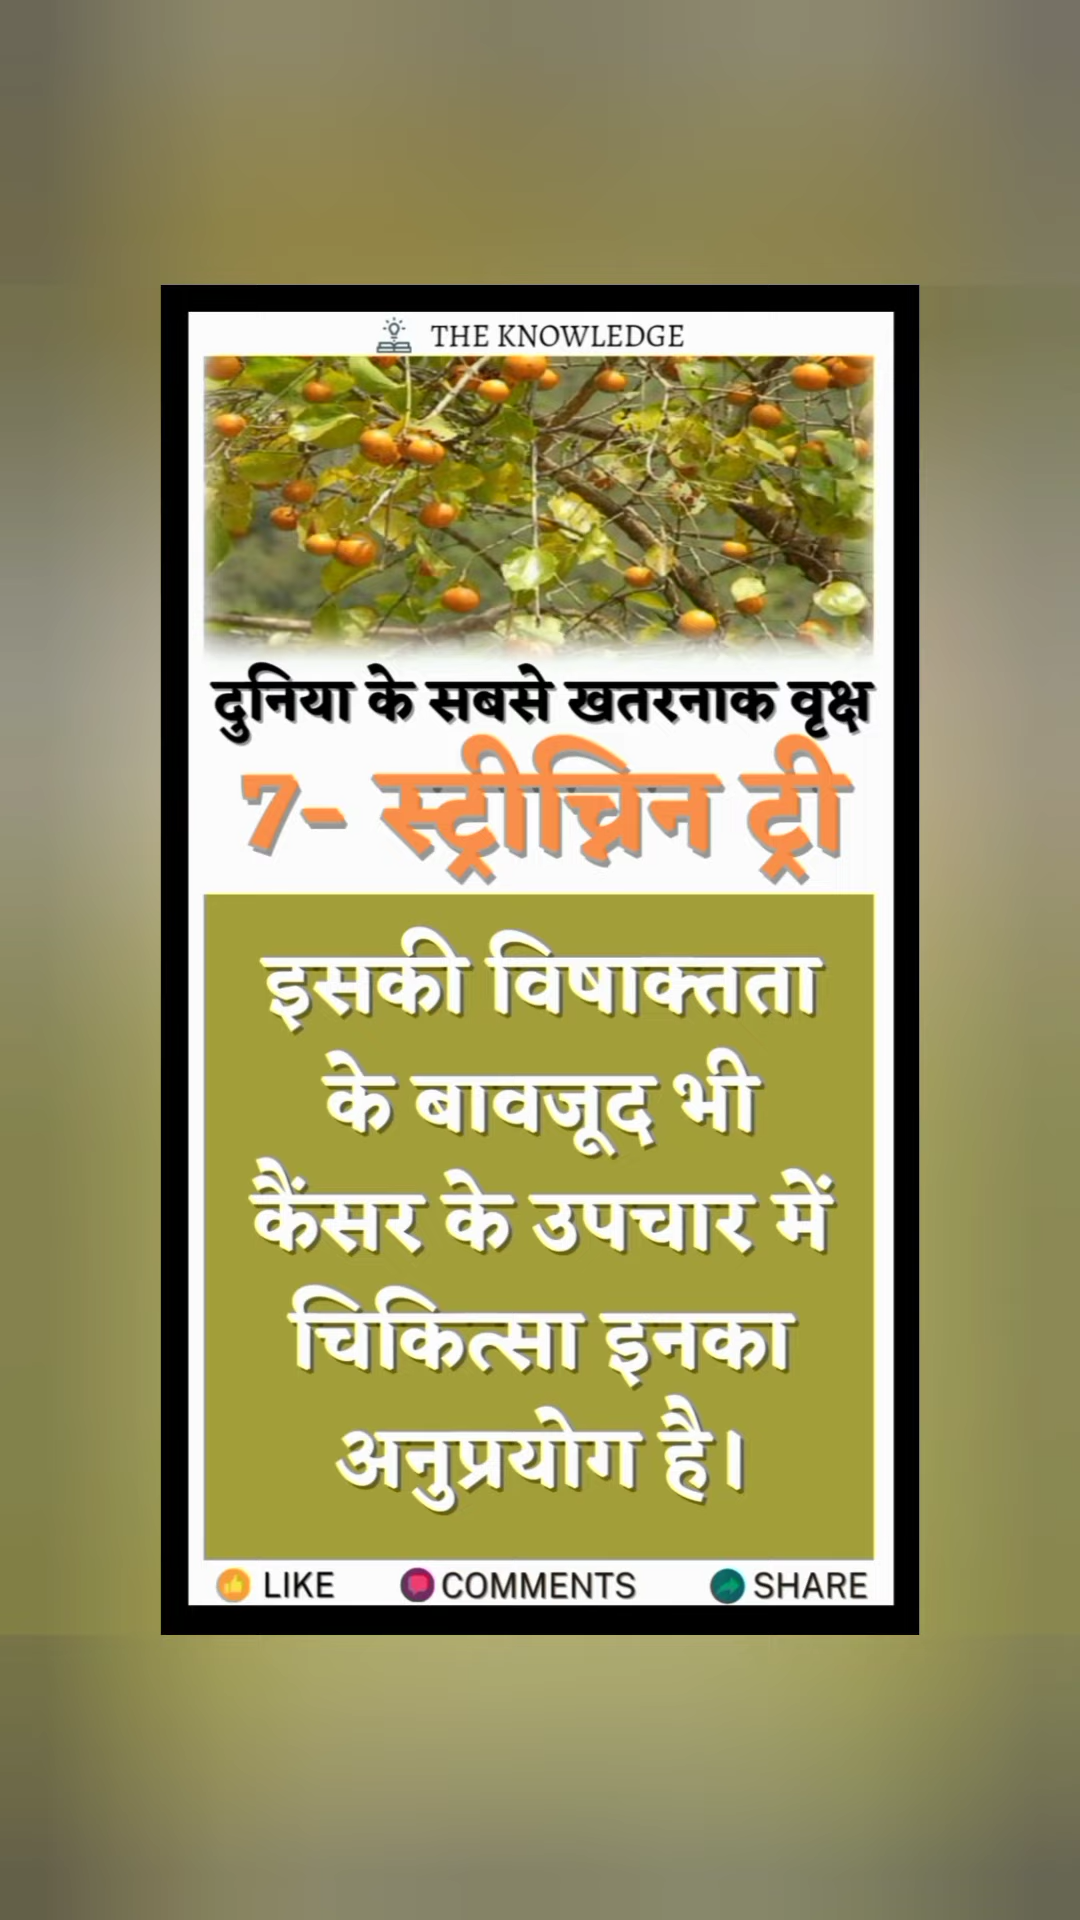 THE KNOWLEDGE
दुनिया के सबसे खतरनाक वृक्ष
7- स्ट्रीच्निन ट्री
इसकी विषाक्तता
के बावजूद भी
कैंसर के उपचार में
चिकित्सा इनका
अनुप्रयोग है।
LIKE COMMENTS SHARE